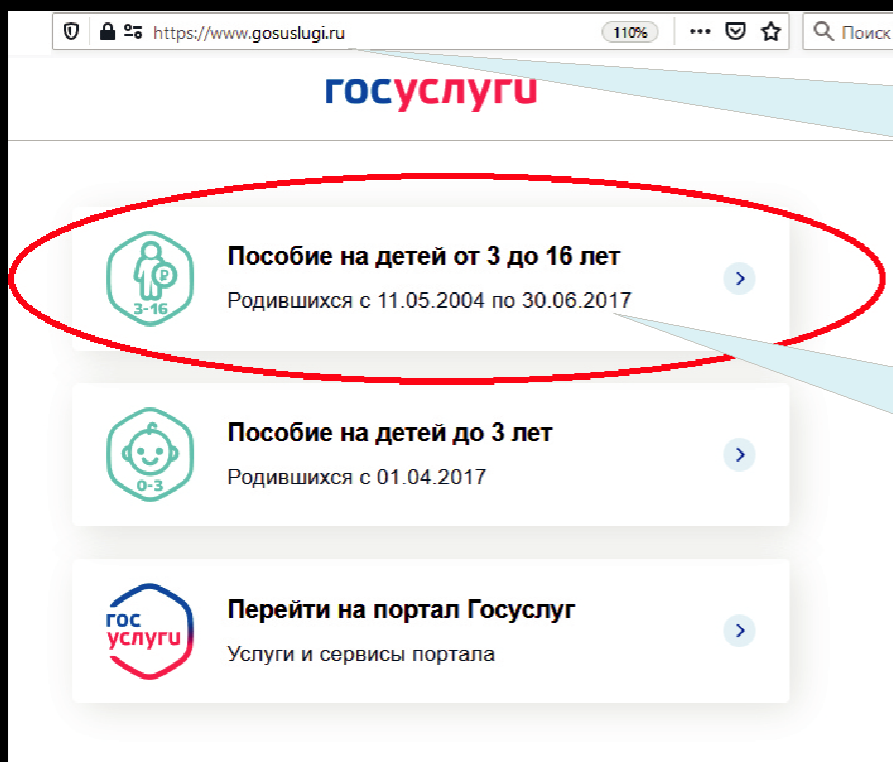 https://www.gosuslugi.ru
110%
Поиск
госуслуги
3-16
Пособие на детей от 3 до 16 лет
Родившихся с 11.05.2004 по 30.06.2017
0-3
Пособие на детей до 3 лет
Родившихся с 01.04.2017
гос
услуги
Перейти на портал Госуслуг
Услуги и сервисы портала